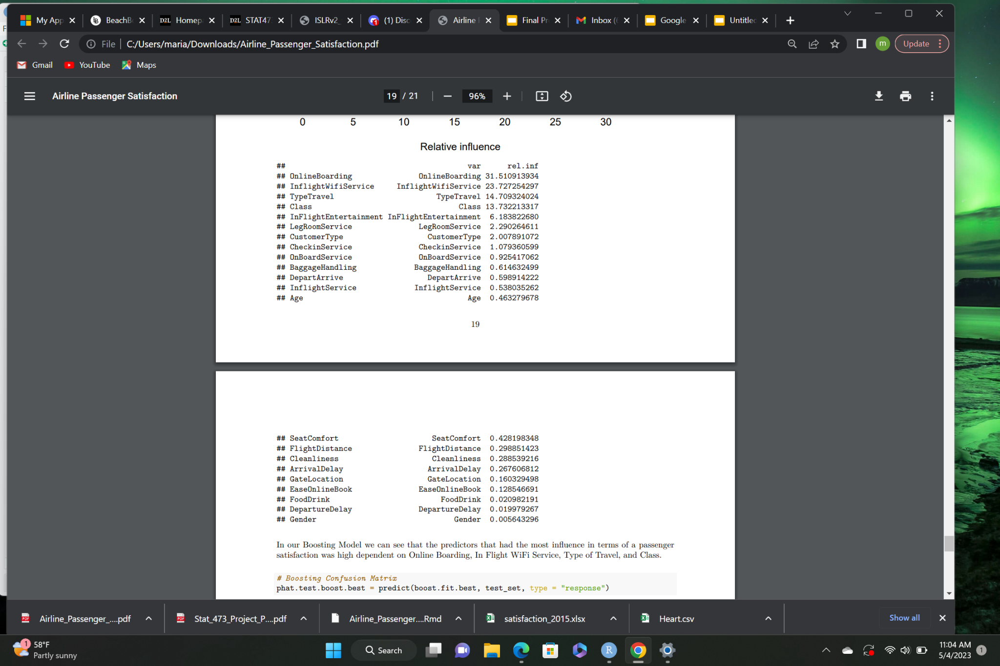 My App
BeachB
D2L Homep
D2L STAT47
ISLRv2_
(1) Disc
Airline
Final Pr
Inbox (
Google
Untitled
File C:/Users/maria/Downloads/Airline_Passenger_Satisfaction.pdf
m
Update
Gmail
YouTube
Maps
Airline Passenger Satisfaction
19 / 21
96%
0 5 10 15 20 25 30
Relative influence
## var rel.inf
## OnlineBoarding OnlineBoarding 31.510913934
## InflightWifiService InflightWifiService 23.727254297
## TypeTravel TypeTravel 14.709324024
## Class Class 13.732213317
## InFlightEntertainment InFlightEntertainment 6.183822680
## LegRoomService LegRoomService 2.290264611
## CustomerType CustomerType 2.007891072
## CheckinService CheckinService 1.079360599
## OnBoardService OnBoardService 0.925417062
## BaggageHandling BaggageHandling 0.614632499
## DepartArrive DepartArrive 0.598914222
## InflightService InflightService 0.538035262
## Age Age 0.463279678
19
## SeatComfort SeatComfort 0.428198348
## FlightDistance FlightDistance 0.298851423
## Cleanliness Cleanliness 0.288539216
## ArrivalDelay ArrivalDelay 0.267606812
## GateLocation GateLocation 0.160329498
## EaseOnlineBook EaseOnlineBook 0.128546691
## FoodDrink FoodDrink 0.020982191
## DepartureDelay DepartureDelay 0.019979267
## Gender Gender 0.005643296
In our Boosting Model we can see that the predictors that had the most influence in terms of a passenger
satisfaction was high dependent on Online Boarding, In Flight WiFi Service, Type of Travel, and Class.
# Boosting Confusion Matrix
phat.test.boost.best = predict(boost.fit.best, test_set, type = "response")
Airline_Passenger_....pdf
Stat_473_Project_P....pdf
Airline_Passenger....Rmd
satisfaction_2015.xlsx
Heart.csv
Show all
1
58°F
Partly sunny
Search
11:04 AM
5/4/2023
1